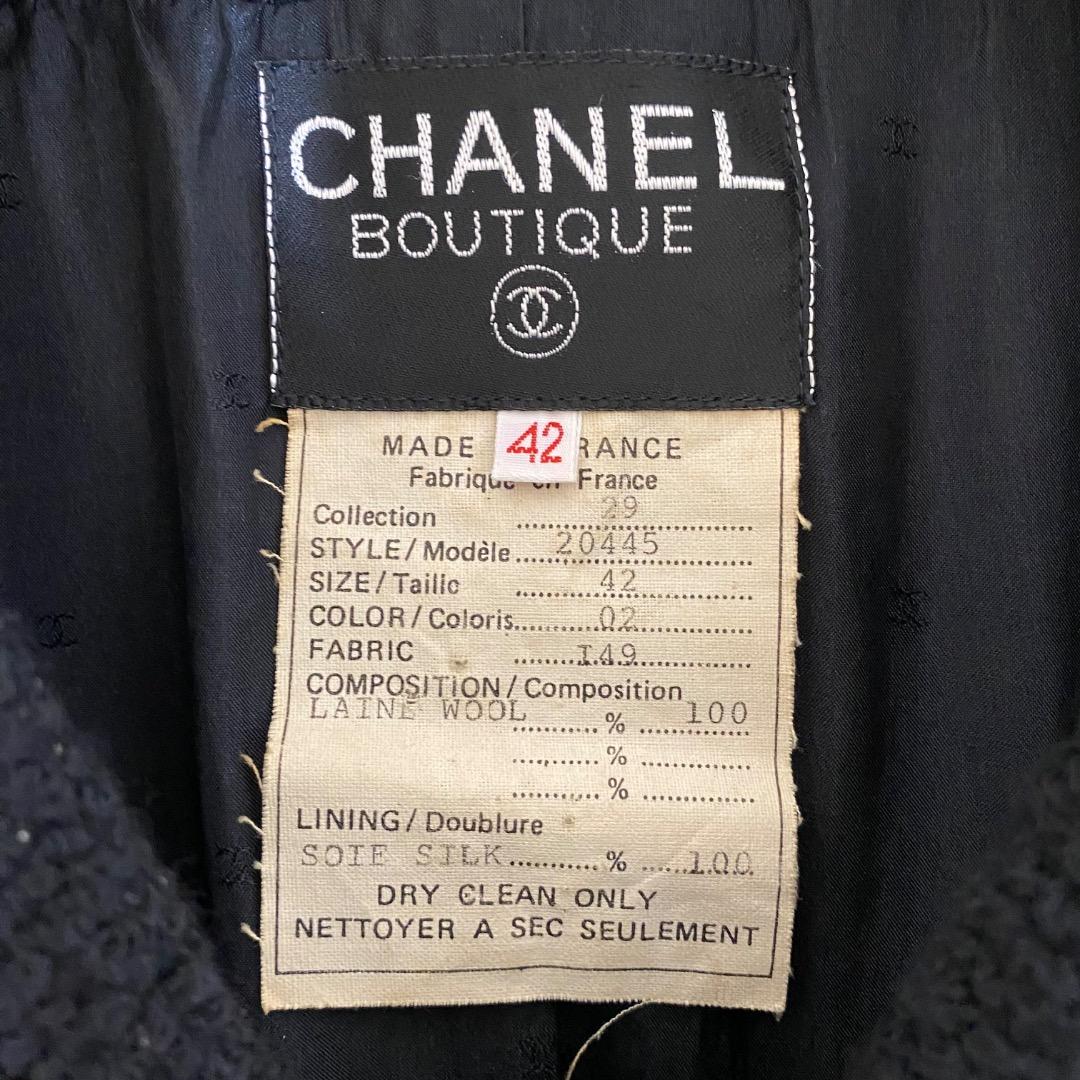 CHANEL
BOUTIQUE
42
MADE RANCE
Fabrique en France
Collection ........ 29
STYLE/Modèle.... 20445
SIZE/Taille ........ 42
COLOR/Coloris........... 02
FABRIC ........ I49
COMPOSITION/Composition
LAINE WOOL .......... % 100
.......... % .............
.......... % .............
LINING/Doublure
SOIE SILK........... % ......100
DRY CLEAN ONLY
NETTOYER A SEC SEULEMENT